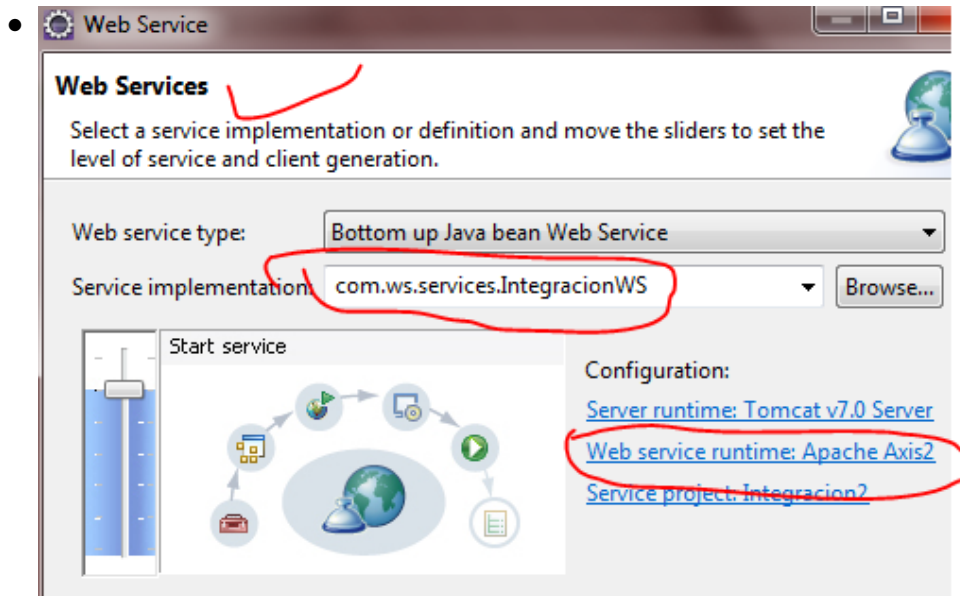 Web Service
Web Services
Select a service implementation or definition and move the sliders to set the
level of service and client generation.
Web service type: Bottom up Java bean Web Service
Service implementation: com.ws.services.IntegracionWS Browse...
Start service
Configuration:
Server runtime: Tomcat v7.0 Server
Web service runtime: Apache Axis2
Service project: Integracion2